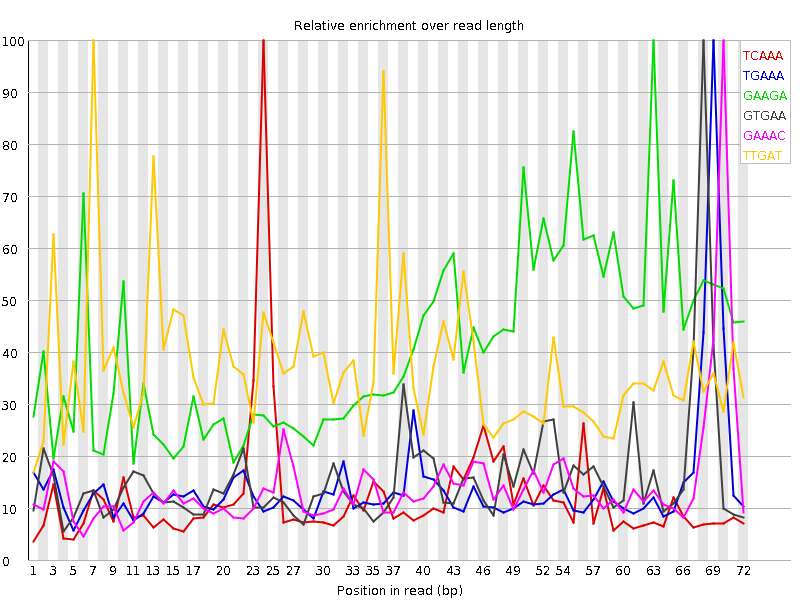 Relative enrichment over read length
100
90
80
70
60
50
40
30
20
10
0
TCAAA
TGAAA
GAAGA
GTGAA
GAAAC
TTGAT
1 3 5 7 9 11 13 15 17 20 23 25 27 30 33 35 37 40 43 46 49 52 54 57 60 63 66 69 72
Position in read (bp)